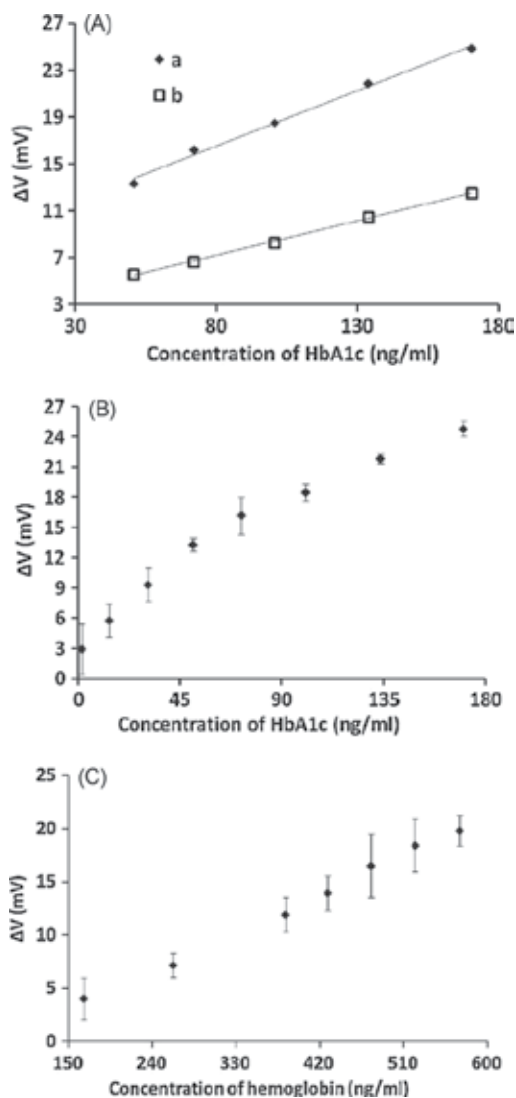 (A)
27
23
19
15
11
7
3
a
b
ΔV (mV)
30 80 130 180
Concentration of HbA1c (ng/ml)
(B)
27
24
21
18
15
12
9
6
3
0
ΔV (mV)
0 45 90 135 180
Concentration of HbA1c (ng/ml)
(C)
25
20
15
10
5
0
ΔV (mV)
150 240 330 420 510 600
Concentration of hemoglobin (ng/ml)